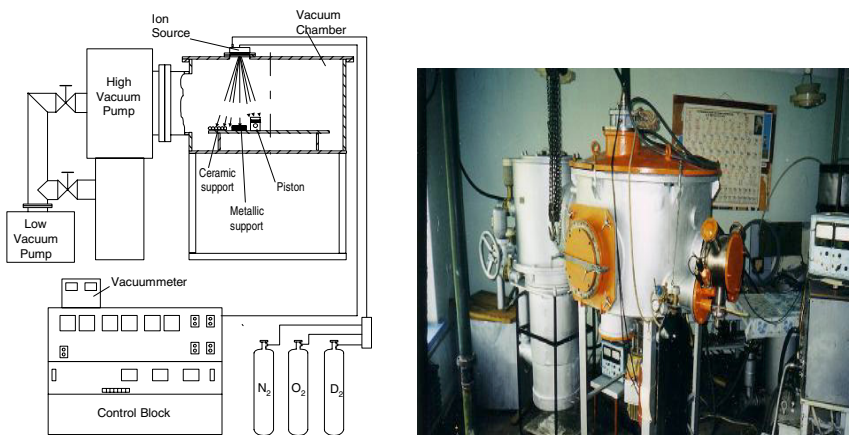 Ion
Source
Vacuum
Chamber
High
Vacuum
Pump
Ceramic
support
Piston
Metallic
support
Low
Vacuum
Pump
Vacuummeter
N2
O2
D2
Control Block